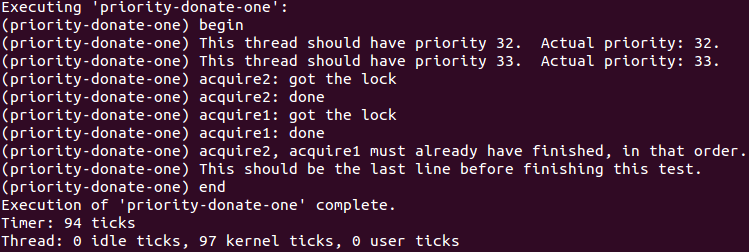 Executing 'priority-donate-one':
(priority-donate-one) begin
(priority-donate-one) This thread should have priority 32.  Actual priority: 32.
(priority-donate-one) This thread should have priority 33.  Actual priority: 33.
(priority-donate-one) acquire2: got the lock
(priority-donate-one) acquire2: done
(priority-donate-one) acquire1: got the lock
(priority-donate-one) acquire1: done
(priority-donate-one) acquire2, acquire1 must already have finished, in that order.
(priority-donate-one) This should be the last line before finishing this test.
(priority-donate-one) end
Execution of 'priority-donate-one' complete.
Timer: 94 ticks
Thread: 0 idle ticks, 97 kernel ticks, 0 user ticks